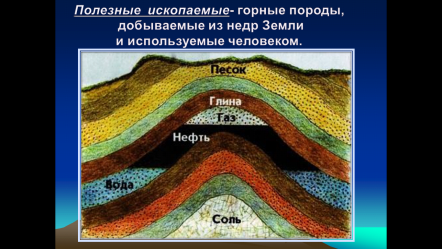 Полезные ископаемые- горные породы,
добываемые из недр Земли
и используемые человеком.
Песок
Глина
Газ
Нефть
Вода
Соль